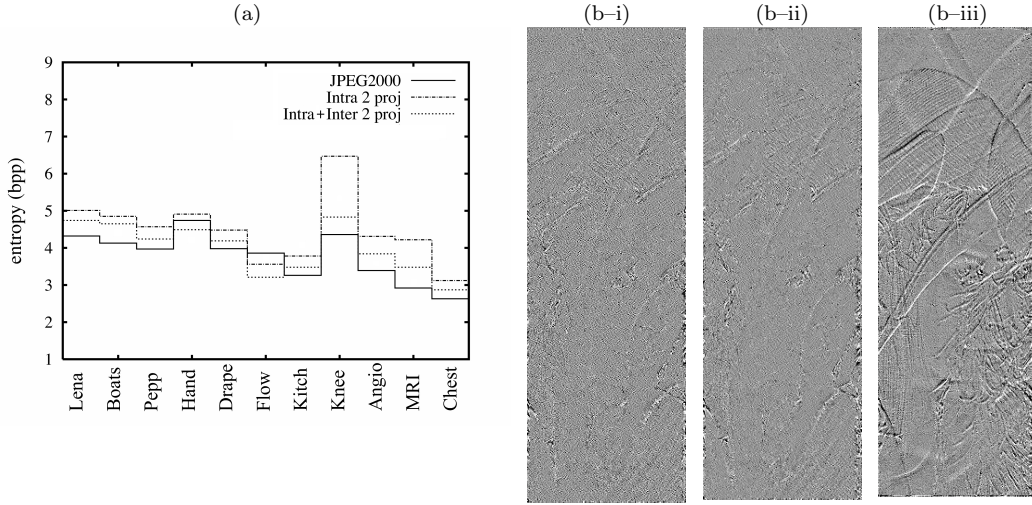 (a)
9
8
7
6
5
4
3
2
1
entropy (bpp)
JPEG2000
Intra 2 proj
Intra+Inter 2 proj
Lena
Boats
Pepp
Hand
Drape
Flow
Kitch
Knee
Angio
MRI
Chest
(b–i)
(b–ii)
(b–iii)